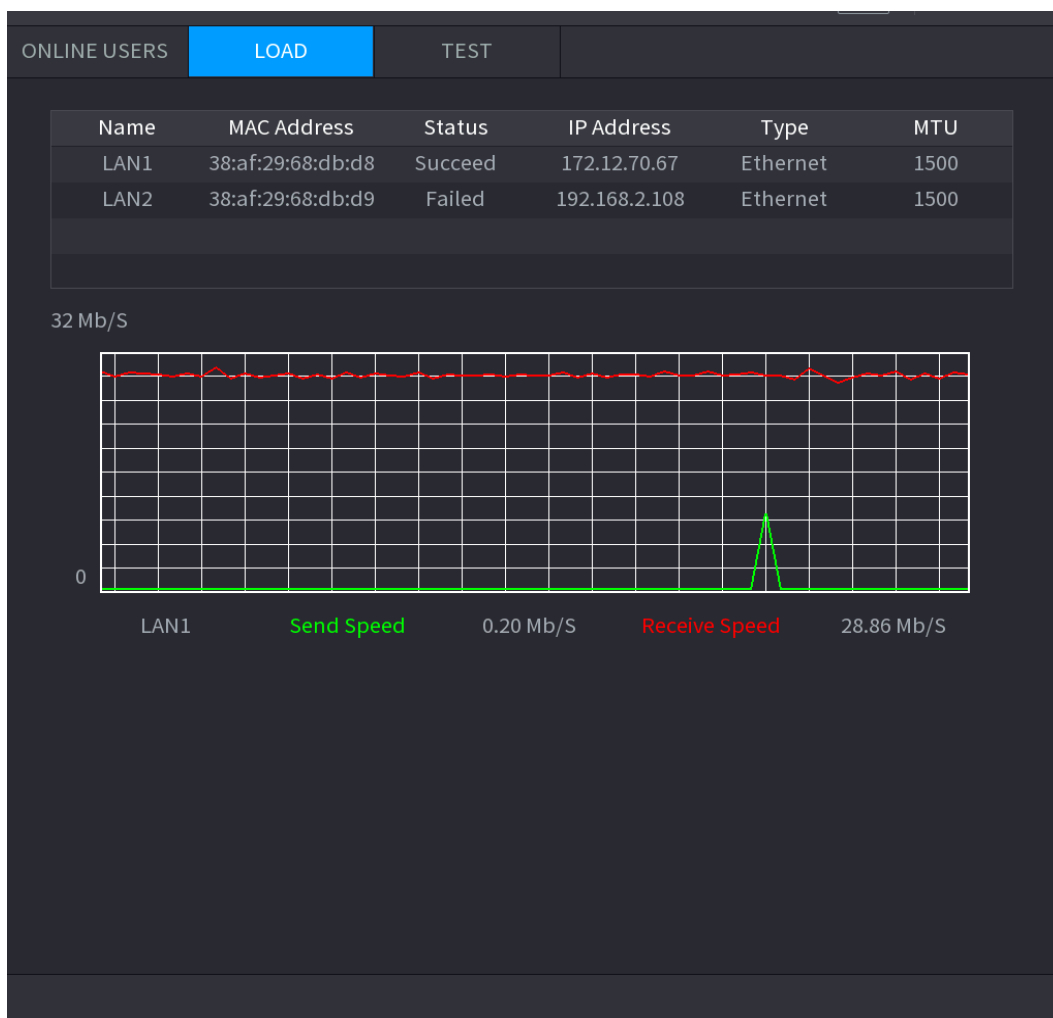 ONLINE USERS LOAD TEST
Name MAC Address Status IP Address Type MTU
LAN1 38:af:29:68:db:d8 Succeed 172.12.70.67 Ethernet 1500
LAN2 38:af:29:68:db:d9 Failed 192.168.2.108 Ethernet 1500
32 Mb/S
0
LAN1 Send Speed 0.20 Mb/S Receive Speed 28.86 Mb/S